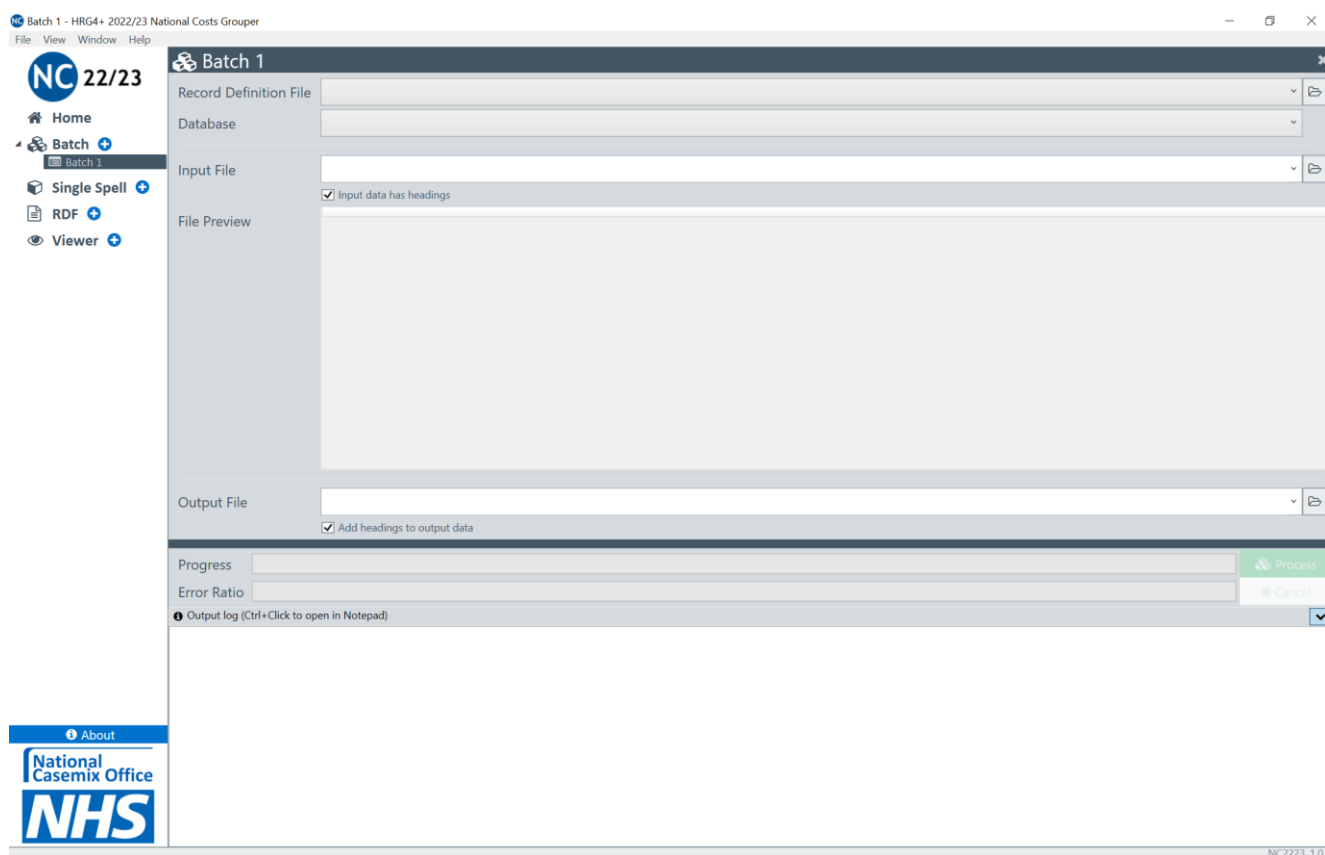 NC Batch 1 - HRG4+ 2022/23 National Costs Grouper
File View Window Help
NC 22/23
Home
Batch
Batch 1
Single Spell
RDF
Viewer
Batch 1
Record Definition File
Database
Input File
Input data has headings
File Preview
Output File
Add headings to output data
Progress
Process
Error Ratio
Cancel
Output log (Ctrl+Click to open in Notepad)
About
National
Casemix Office
NHS
NC2223_1.0